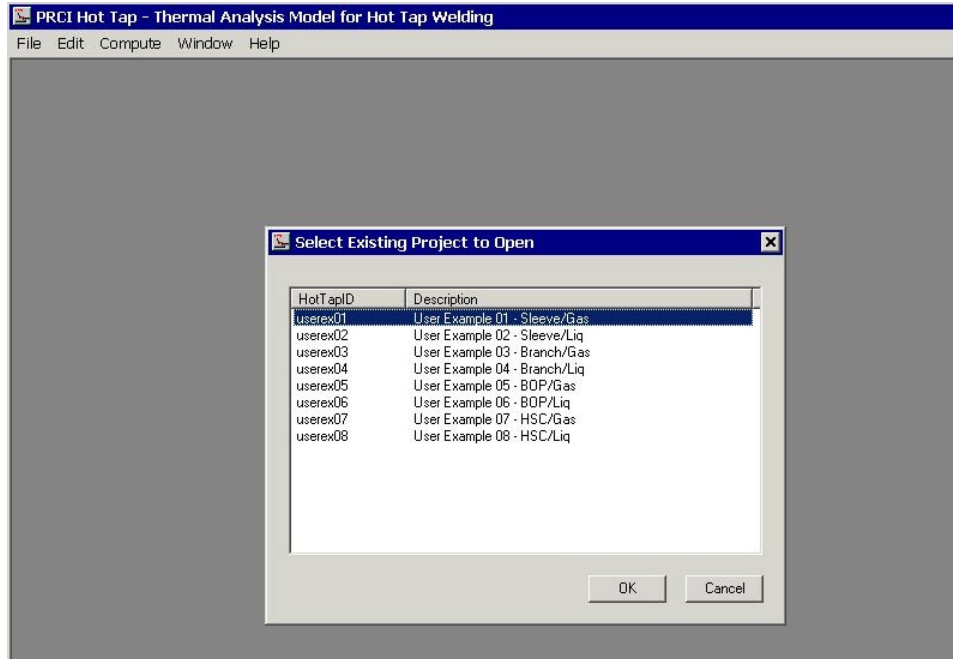 PRCI Hot Tap - Thermal Analysis Model for Hot Tap Welding
File Edit Compute Window Help
Select Existing Project to Open
HotTapID Description
userex01 User Example 01 - Sleeve/Gas
userex02 User Example 02 - Sleeve/Liq
userex03 User Example 03 - Branch/Gas
userex04 User Example 04 - Branch/Liq
userex05 User Example 05 - BOP/Gas
userex06 User Example 06 - BOP/Liq
userex07 User Example 07 - HSC/Gas
userex08 User Example 08 - HSC/Liq
OK Cancel